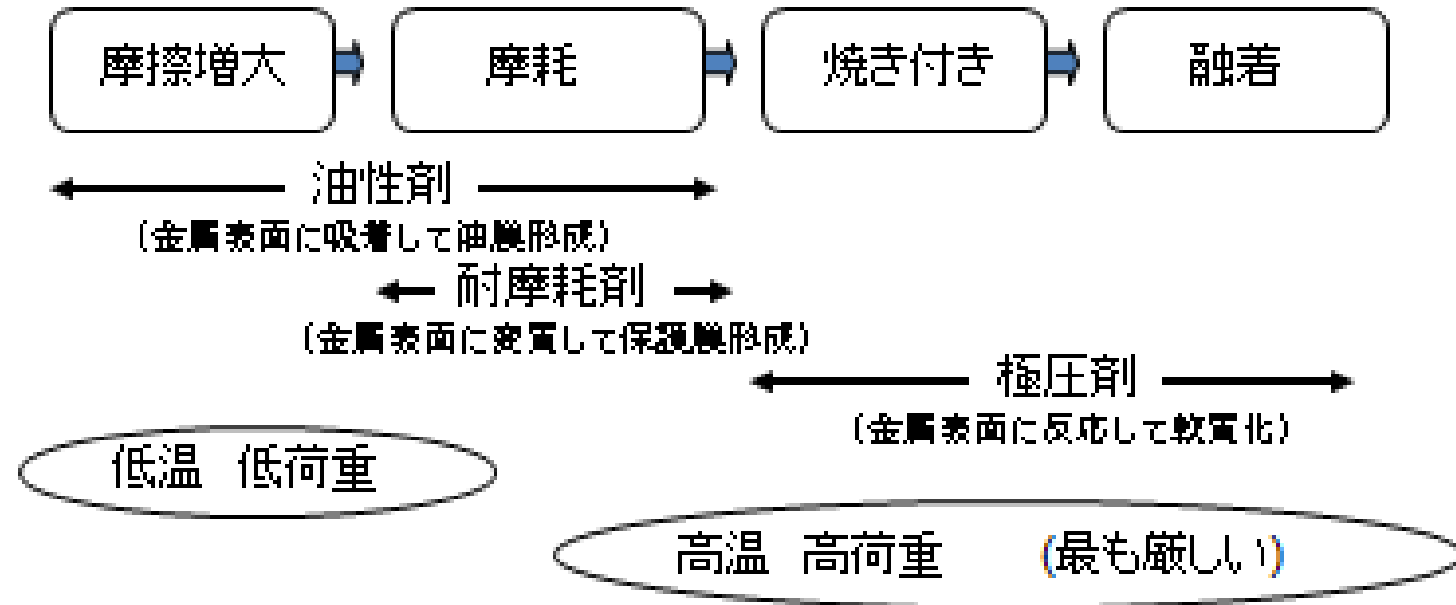 摩擦増大 摩耗 焼き付き 融着
油性剤
(金属表面に吸着して油膜形成)
耐摩耗剤
(金属表面に変質して保護膜形成)
極圧剤
(金属表面に反応して軟質化)
低温 低荷重
高温 高荷重 (最も厳しい)